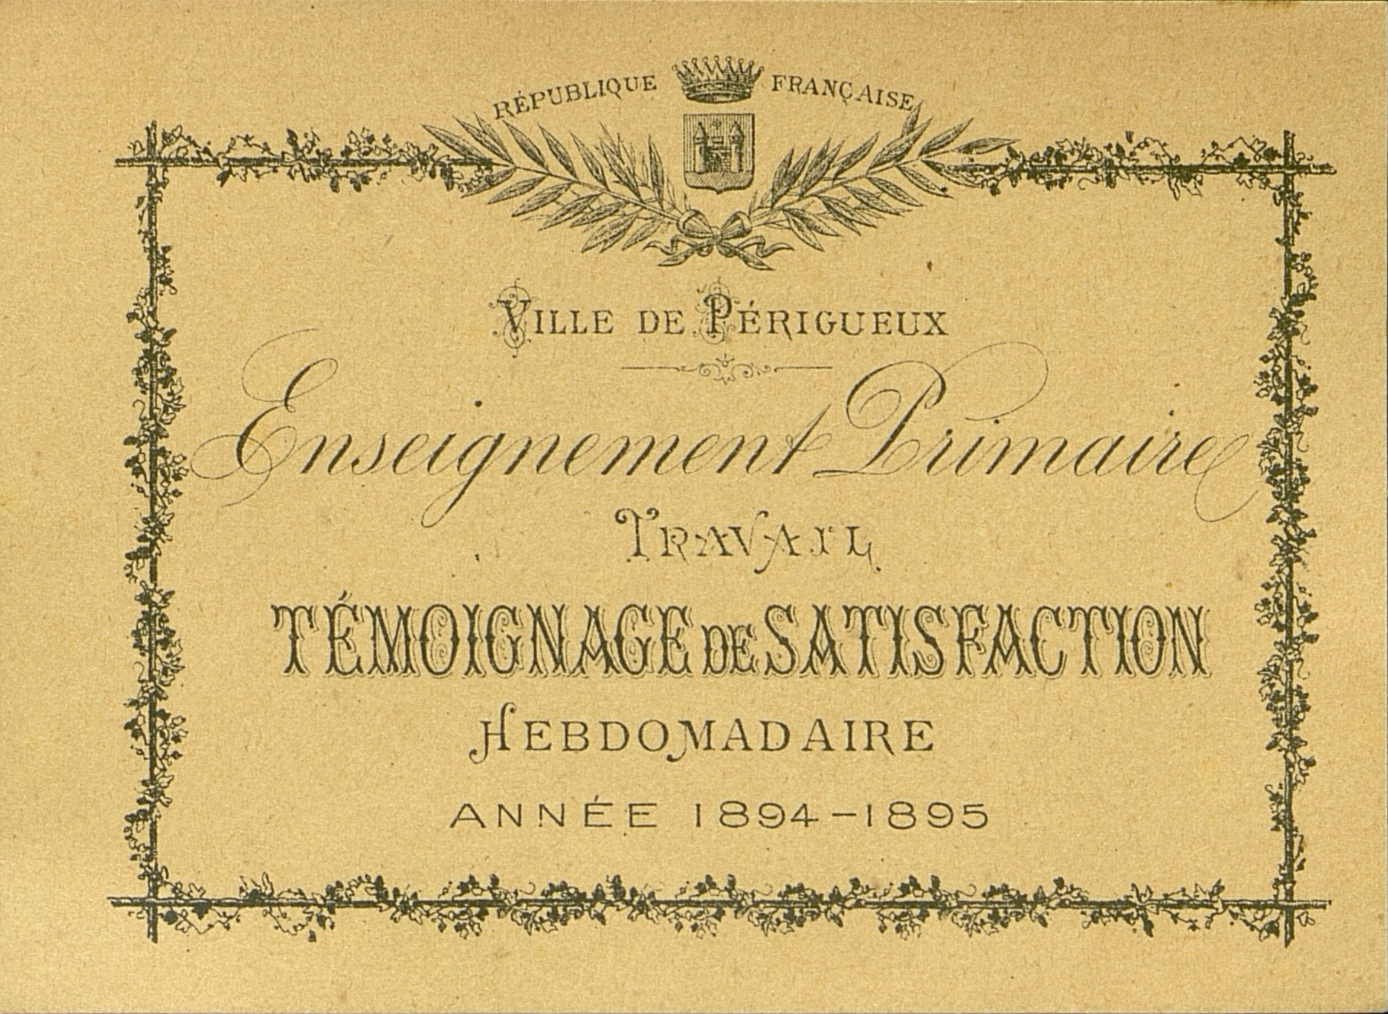 RÉPUBLIQUE FRANÇAISE
VILLE DE PÉRIGUEUX
Enseignement Primaire
TRAVAIL
TÉMOIGNAGE DE SATISFACTION
HEBDOMADAIRE
ANNÉE 1894-1895